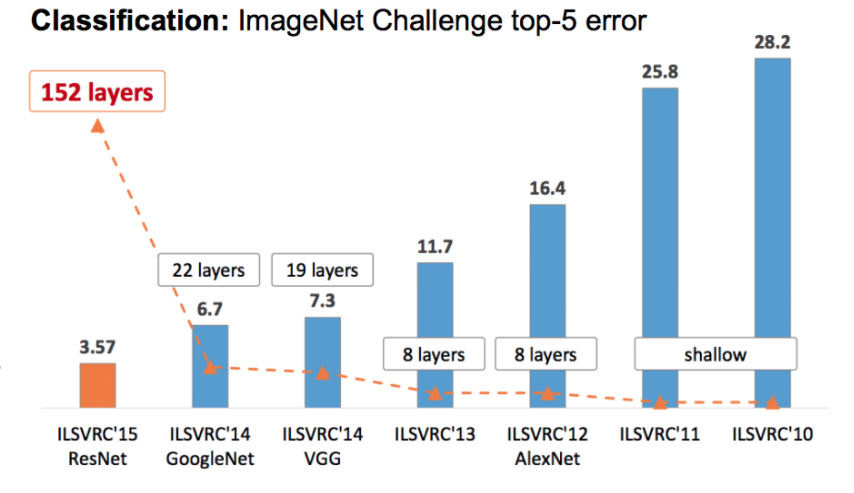 Classification: ImageNet Challenge top-5 error
28.2
25.8
152 layers
16.4
11.7
22 layers
19 layers
6.7
7.3
3.57
8 layers
8 layers
shallow
ILSVRC'15
ResNet
ILSVRC'14
GoogleNet
ILSVRC'14
VGG
ILSVRC'13
ILSVRC'12
AlexNet
ILSVRC'11
ILSVRC'10